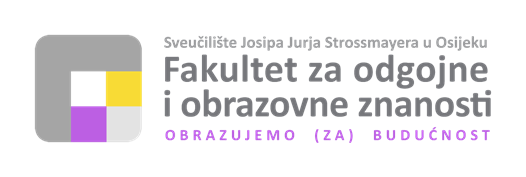 Sveučilište Josipa Jurja Strossmayera u Osijeku
Fakultet za odgojne
i obrazovne znanosti
OBRAZUJEMO (ZA) BUDUĆNOST